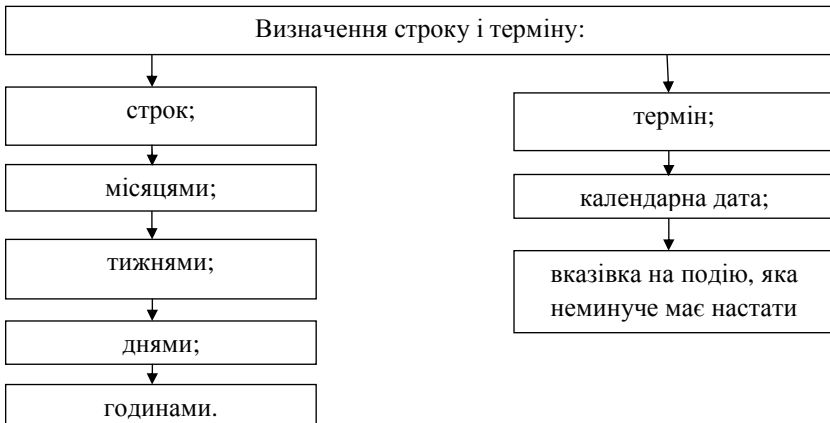 Визначення строку і терміну:
строк;
місяцями;
тижнями;
днями;
годинами.
термін;
календарна дата;
вказівка на подію, яка
неминуче має настати